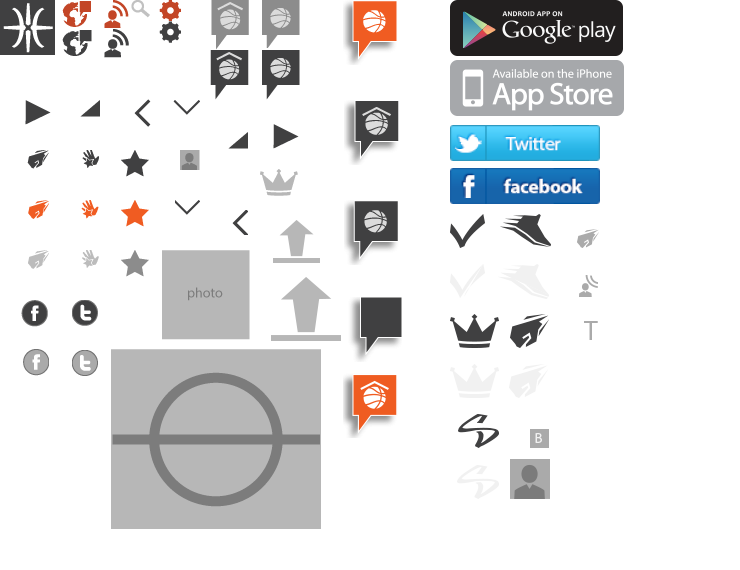 ANDROID APP ON
Google play
Available on the iPhone
App Store
Twitter
facebook
photo
f
t
f
t
T
B